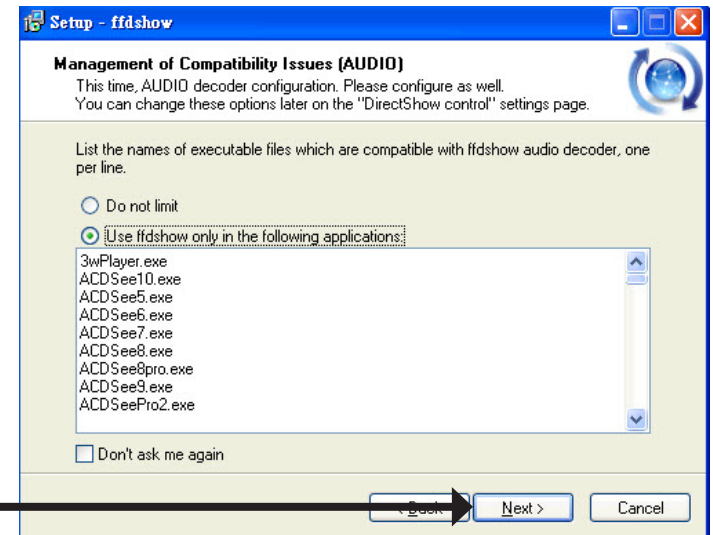 Setup - ffdshow
Management of Compatibility Issues (AUDIO)
This time, AUDIO decoder configuration. Please configure as well.
You can change these options later on the "DirectShow control" settings page.
List the names of executable files which are compatible with ffdshow audio decoder, one
per line.
Do not limit
Use ffdshow only in the following applications:
3wPlayer.exe
ACDSee10.exe
ACDSee5.exe
ACDSee6.exe
ACDSee7.exe
ACDSee8.exe
ACDSee8pro.exe
ACDSee9.exe
ACDSeePro2.exe
Don't ask me again
< Back Next > Cancel